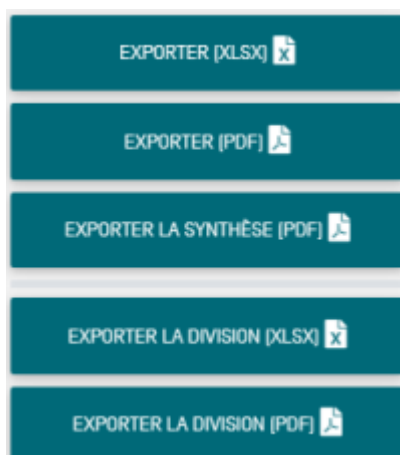 EXPORTER (XLSX)
EXPORTER (PDF)
EXPORTER LA SYNTHÈSE (PDF)
EXPORTER LA DIVISION (XLSX)
EXPORTER LA DIVISION (PDF)